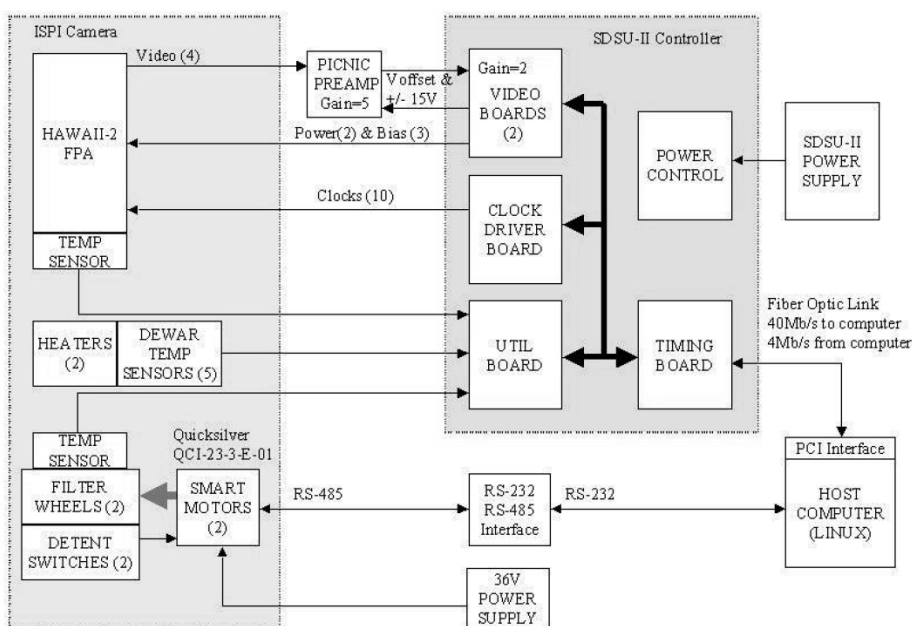 ISPI Camera
SDSU-II Controller
Video (4)
PICNIC
PREAMP
Gain=5
V offset &
+/- 15V
Gain=2
VIDEO
BOARDS
(2)
HAWAII-2
FPA
Power(2) & Bias (3)
POWER
CONTROL
SDSU-II
POWER
SUPPLY
Clocks (10)
CLOCK
DRIVER
BOARD
TEMP
SENSOR
HEATERS
(2)
DEWAR
TEMP
SENSORS (5)
UTIL
BOARD
TIMING
BOARD
Fiber Optic Link
40Mb/s to computer
4Mb/s from computer
TEMP
SENSOR
Quicksilver
QCI-23-3-E-01
FILTER
WHEELS (2)
SMART
MOTORS
(2)
DETENT
SWITCHES (2)
RS-485
RS-232
RS-485
Interface
RS-232
PCI Interface
HOST
COMPUTER
(LINUX)
36V
POWER
SUPPLY